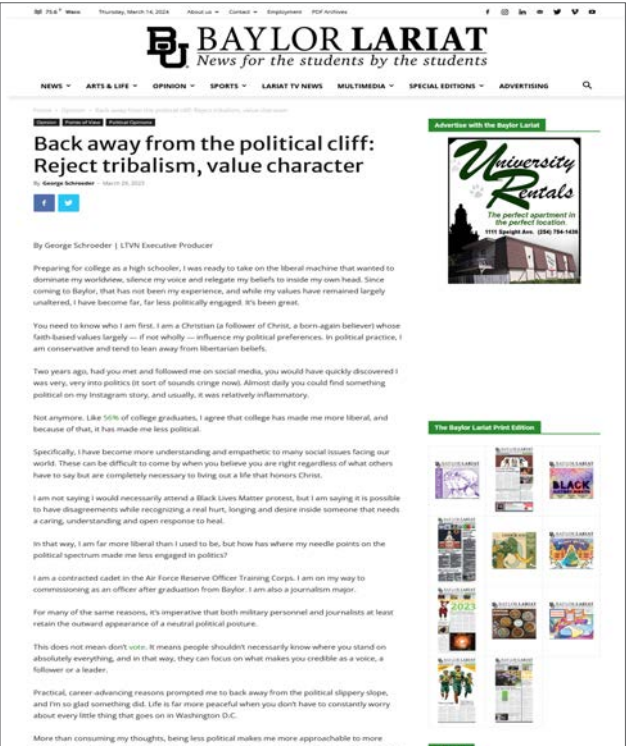 75.6 F Waco
Thursday, March 14, 2024
About us
Contact
Employment
PDF Archives
BU BAYLOR LARIAT
News for the students by the students
NEWS
ARTS & LIFE
OPINION
SPORTS
LARIAT TV NEWS
MULTIMEDIA
SPECIAL EDITIONS
ADVERTISING
Home Opinion Back away from the political cliff: Reject tribalism, value character
Opinion Points of View Political Opinions
Back away from the political cliff:
Reject tribalism, value character
By George Schroeder - March 29, 2023
By George Schroeder | LTVN Executive Producer
Preparing for college as a high schooler, I was ready to take on the liberal machine that wanted to
dominate my worldview, silence my voice and relegate my beliefs to inside my own head. Since
coming to Baylor, that has not been my experience, and while my values have remained largely
unaltered, I have become far, far less politically engaged. It's been great.
You need to know who I am first. I am a Christian (a follower of Christ, a born-again believer) whose
faith-based values largely — if not wholly — influence my political preferences. In political practice, I
am conservative and tend to lean away from libertarian beliefs.
Two years ago, had you met and followed me on social media, you would have quickly discovered I
was very, very into politics (it sort of sounds cringe now). Almost daily you could find something
political on my Instagram story, and usually, it was relatively inflammatory.
Not anymore. Like 56% of college graduates, I agree that college has made me more liberal, and
because of that, it has made me less political.
Specifically, I have become more understanding and empathetic to many social issues facing our
world. These can be difficult to come by when you believe you are right regardless of what others
have to say but are completely necessary to living out a life that honors Christ.
I am not saying I would necessarily attend a Black Lives Matter protest, but I am saying it is possible
to have disagreements while recognizing a real hurt, longing and desire inside someone that needs
a caring, understanding and open response to heal.
In that way, I am far more liberal than I used to be, but how has where my needle points on the
political spectrum made me less engaged in politics?
I am a contracted cadet in the Air Force Reserve Officer Training Corps. I am on my way to
commissioning as an officer after graduation from Baylor. I am also a journalism major.
For many of the same reasons, it's imperative that both military personnel and journalists at least
retain the outward appearance of a neutral political posture.
This does not mean don't vote. It means people shouldn't necessarily know where you stand on
absolutely everything, and in that way, they can focus on what makes you credible as a voice, a
follower or a leader.
Practical, career-advancing reasons prompted me to back away from the political slippery slope,
and I'm so glad something did. Life is far more peaceful when you don't have to constantly worry
about every little thing that goes on in Washington D.C.
More than consuming my thoughts, being less political makes me more approachable to more
Advertise with the Baylor Lariat
University
Rentals
The perfect apartment in
the perfect location.
1111 Speight Ave. (254) 754-1436
The Baylor Lariat Print Edition
BAYLOR LARIAT
BLACK
2023